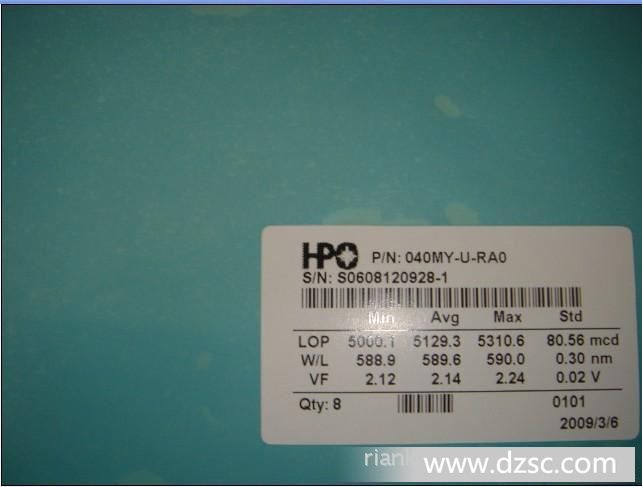 HPO P/N: 040MY-U-RA0
S/N: S0608120928-1
Min Avg Max Std
LOP 5000.1 5129.3 5310.6 80.56 mcd
W/L 588.9 589.6 590.0 0.30 nm
VF 2.12 2.14 2.24 0.02 V
Qty: 8 0101
2009/3/6
www.dzsc.com